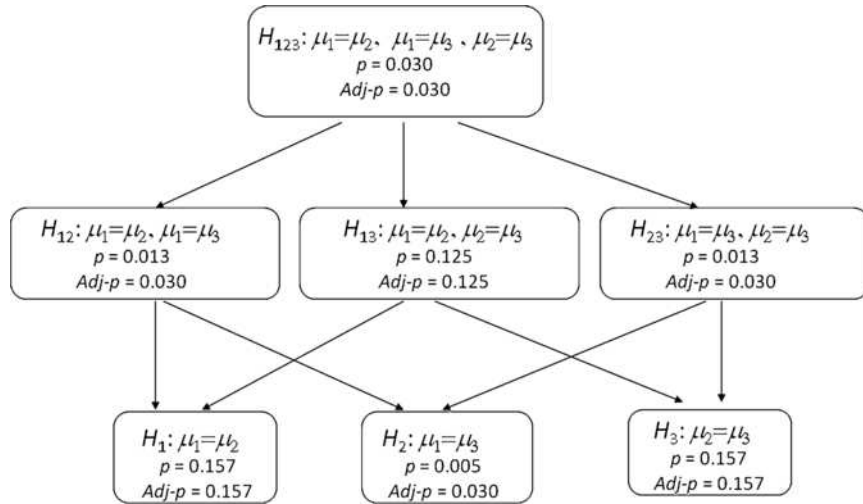 H₁₂₃: μ₁=μ₂、 μ₁=μ₃ 、μ₂=μ₃
p = 0.030
Adj-p = 0.030
H₁₂: μ₁=μ₂、μ₁=μ₃
p = 0.013
Adj-p = 0.030
H₁₃: μ₁=μ₂、μ₂=μ₃
p = 0.125
Adj-p = 0.125
H₂₃: μ₁=μ₃、μ₂=μ₃
p = 0.013
Adj-p = 0.030
H₁: μ₁=μ₂
p = 0.157
Adj-p = 0.157
H₂: μ₁=μ₃
p = 0.005
Adj-p = 0.030
H₃: μ₂=μ₃
p = 0.157
Adj-p = 0.157